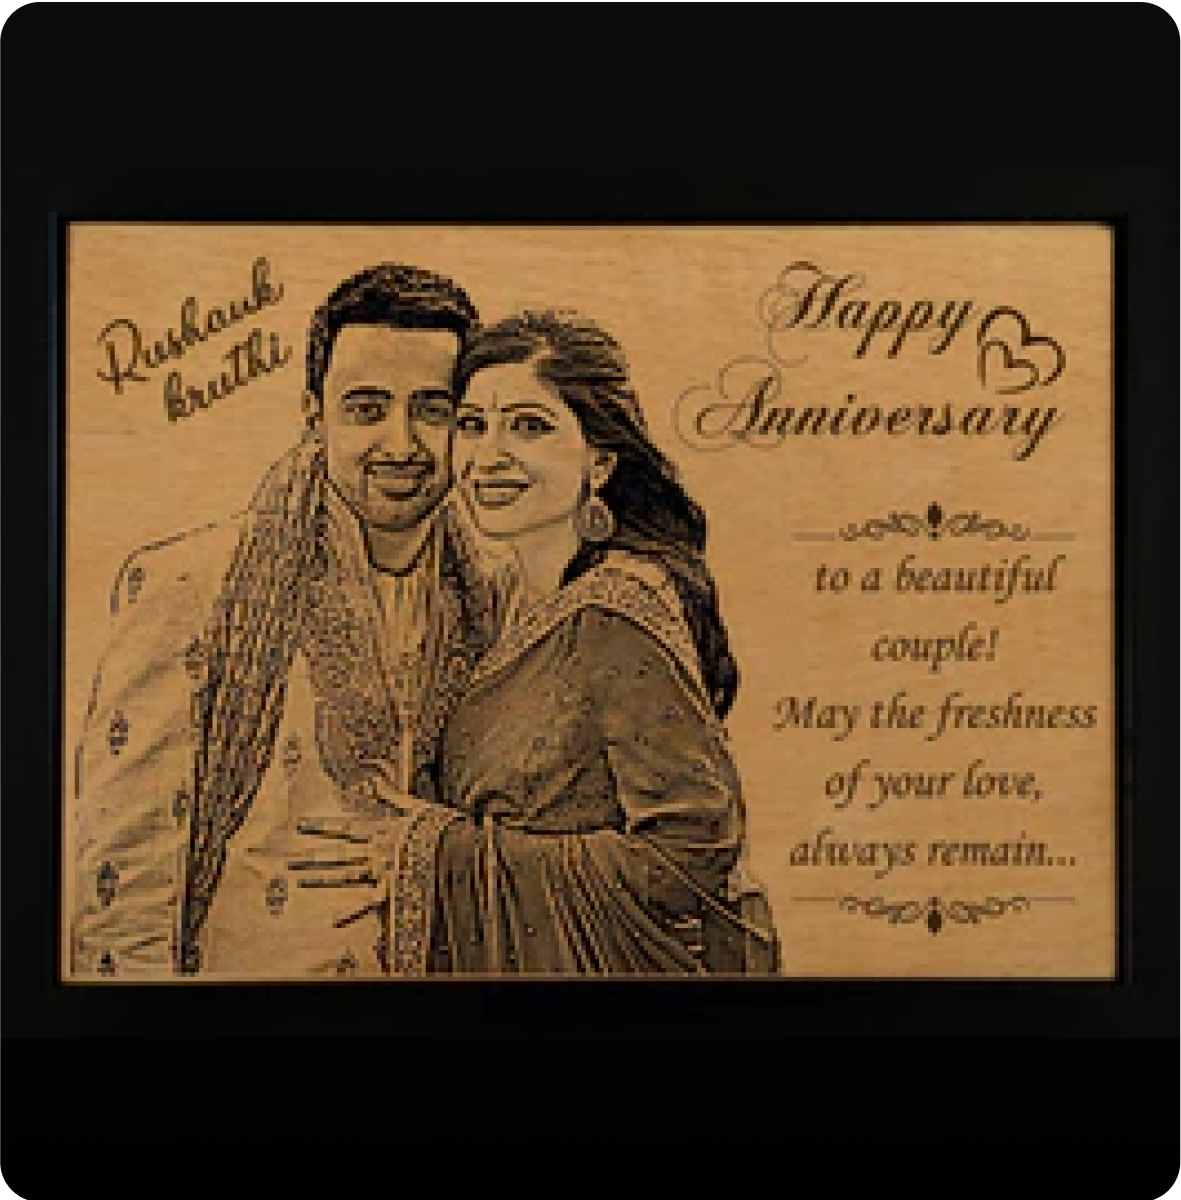 Rushank
kruthi
Happy
Anniversary
to a beautiful
couple!
May the freshness
of your love,
always remain...